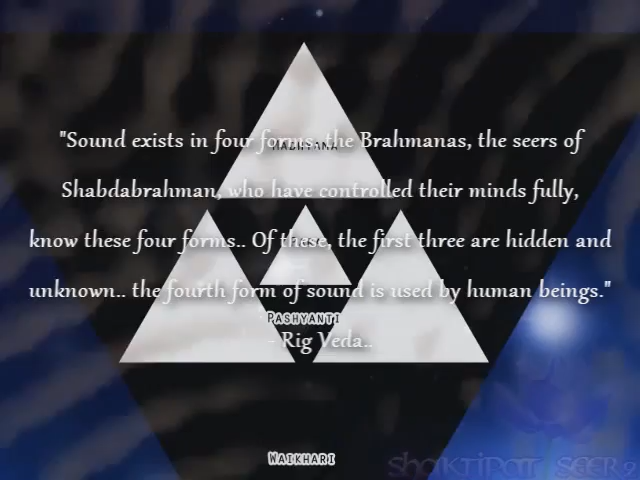 "Sound exists in four forms, the Brahmanas, the seers of
MADHYAMA
Shabdabrahman, who have controlled their minds fully,
know these four forms.. Of these, the first three are hidden and
unknown.. the fourth form of sound is used by human beings."
PASHYANTI
- Rig Veda..
WAIKHARI
SHAKTIPAT SEER9